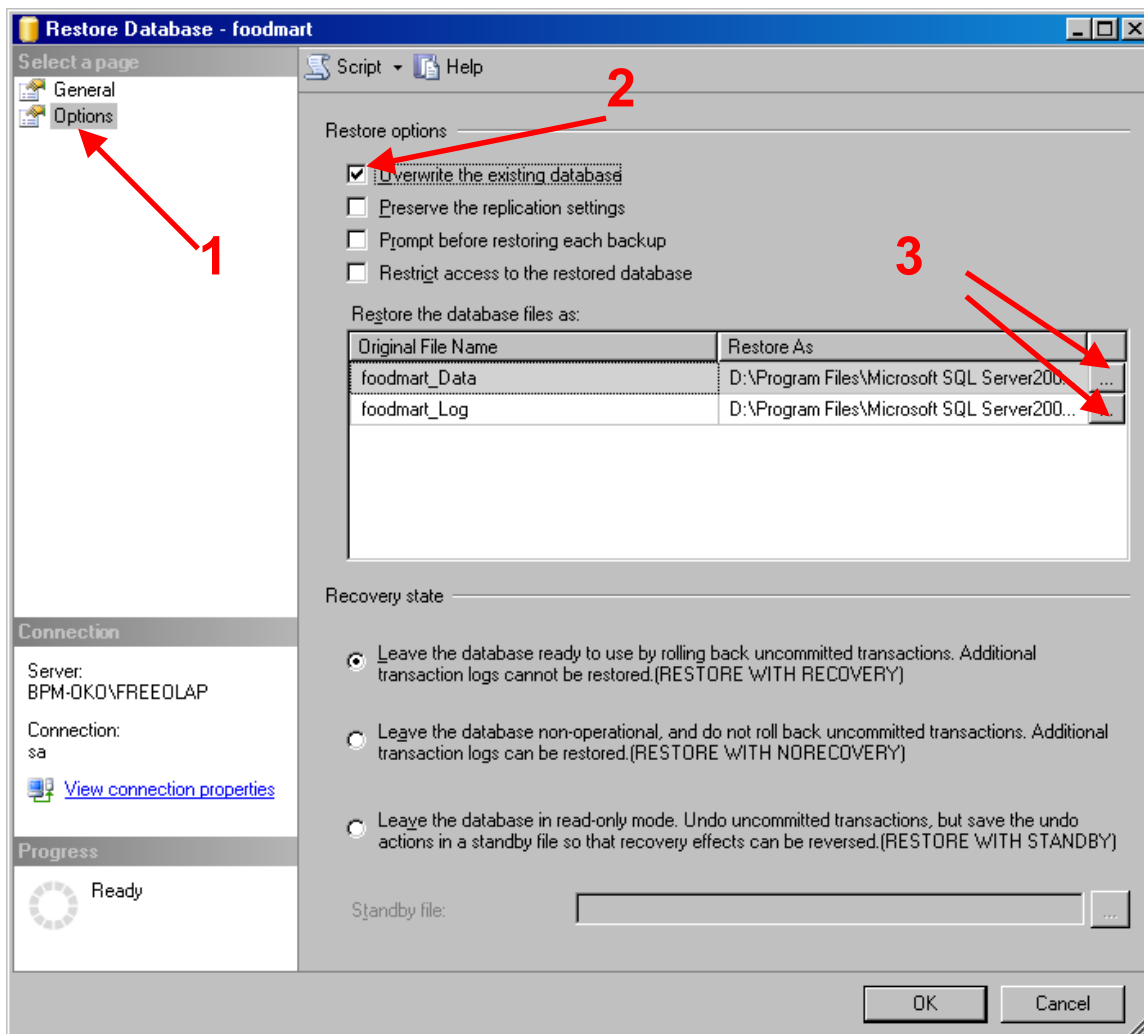 Restore Database - foodmart
Select a page
General
Options
Script
Help
1
2
3
Restore options
Overwrite the existing database
Preserve the replication settings
Prompt before restoring each backup
Restrict access to the restored database
Restore the database files as:
Original File Name Restore As
foodmart_Data D:\Program Files\Microsoft SQL Server200... ...
foodmart_Log D:\Program Files\Microsoft SQL Server200... ...
Recovery state
Leave the database ready to use by rolling back uncommitted transactions. Additional
transaction logs cannot be restored.(RESTORE WITH RECOVERY)
Leave the database non-operational, and do not roll back uncommitted transactions. Additional
transaction logs can be restored.(RESTORE WITH NORECOVERY)
Leave the database in read-only mode. Undo uncommitted transactions, but save the undo
actions in a standby file so that recovery effects can be reversed.(RESTORE WITH STANDBY)
Standby file: ...
Connection
Server:
BPM-OKO\FREEOLAP
Connection:
sa
View connection properties
Progress
Ready
OK Cancel